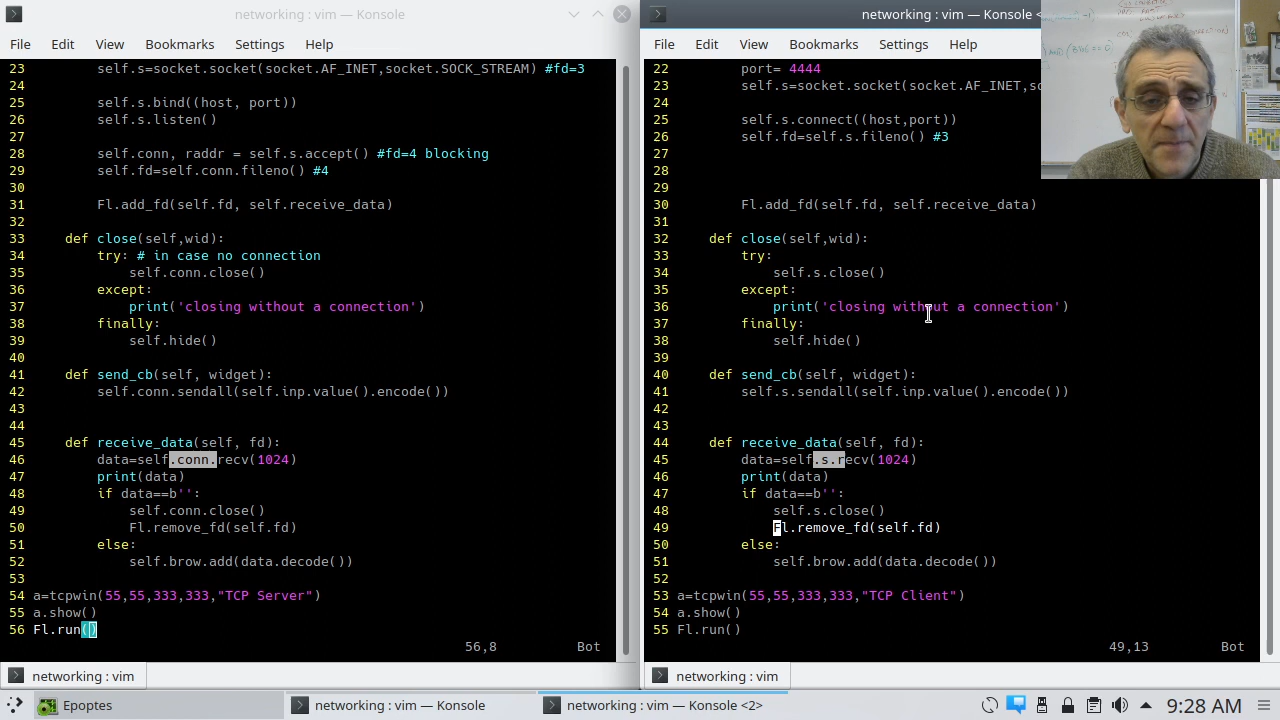 networking : vim — Konsole
File Edit View Bookmarks Settings Help
23         self.s=socket.socket(socket.AF_INET,socket.SOCK_STREAM) #fd=3
24
25         self.s.bind((host, port))
26         self.s.listen()
27
28         self.conn, raddr = self.s.accept() #fd=4 blocking
29         self.fd=self.conn.fileno() #4
30
31         Fl.add_fd(self.fd, self.receive_data)
32
33     def close(self,wid):
34         try: # in case no connection
35             self.conn.close()
36         except:
37             print('closing without a connection')
38         finally:
39             self.hide()
40
41     def send_cb(self, widget):
42         self.conn.sendall(self.inp.value().encode())
43
44
45     def receive_data(self, fd):
46         data=self.conn.recv(1024)
47         print(data)
48         if data==b'':
49             self.conn.close()
50             Fl.remove_fd(self.fd)
51         else:
52             self.brow.add(data.decode())
53
54 a=tcpwin(55,55,333,333,"TCP Server")
55 a.show()
56 Fl.run()
56,8 Bot
networking : vim
networking : vim — Konsole <
File Edit View Bookmarks Settings Help
22         port= 4444
23         self.s=socket.socket(socket.AF_INET,so
24
25         self.s.connect((host,port))
26         self.fd=self.s.fileno() #3
27
28
29
30         Fl.add_fd(self.fd, self.receive_data)
31
32     def close(self,wid):
33         try:
34             self.s.close()
35         except:
36             print('closing without a connection')
37         finally:
38             self.hide()
39
40     def send_cb(self, widget):
41         self.s.sendall(self.inp.value().encode())
42
43
44     def receive_data(self, fd):
45         data=self.s.recv(1024)
46         print(data)
47         if data==b'':
48             self.s.close()
49             Fl.remove_fd(self.fd)
50         else:
51             self.brow.add(data.decode())
52
53 a=tcpwin(55,55,333,333,"TCP Client")
54 a.show()
55 Fl.run()
49,13 Bot
networking : vim
Epoptes
networking : vim — Konsole
networking : vim — Konsole <2>
9:28 AM